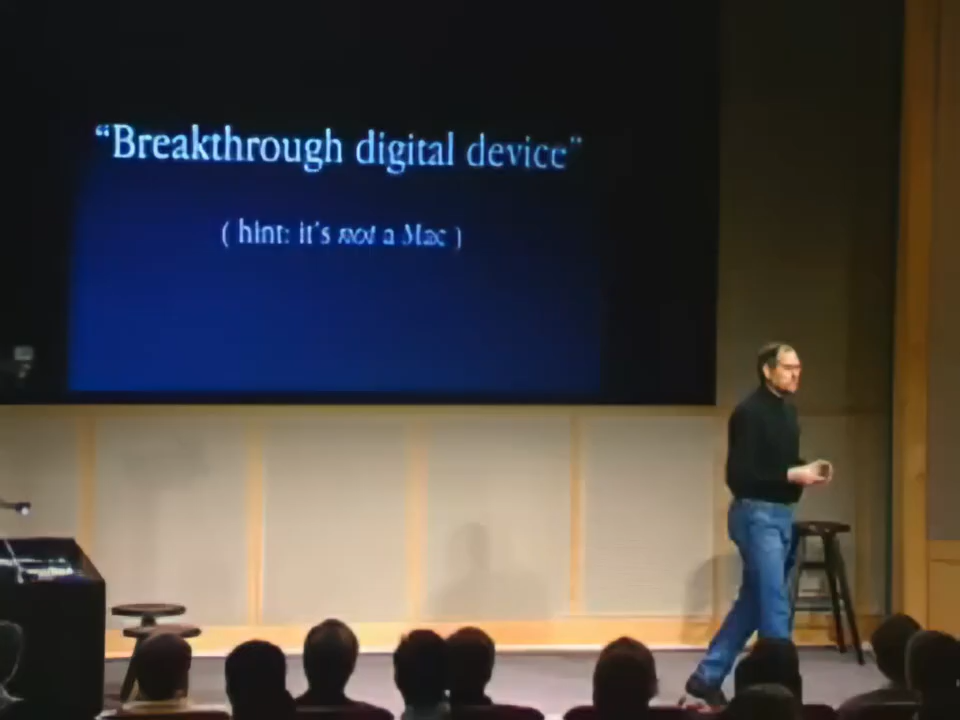 “Breakthrough digital device”
( hint: it's not a Mac )